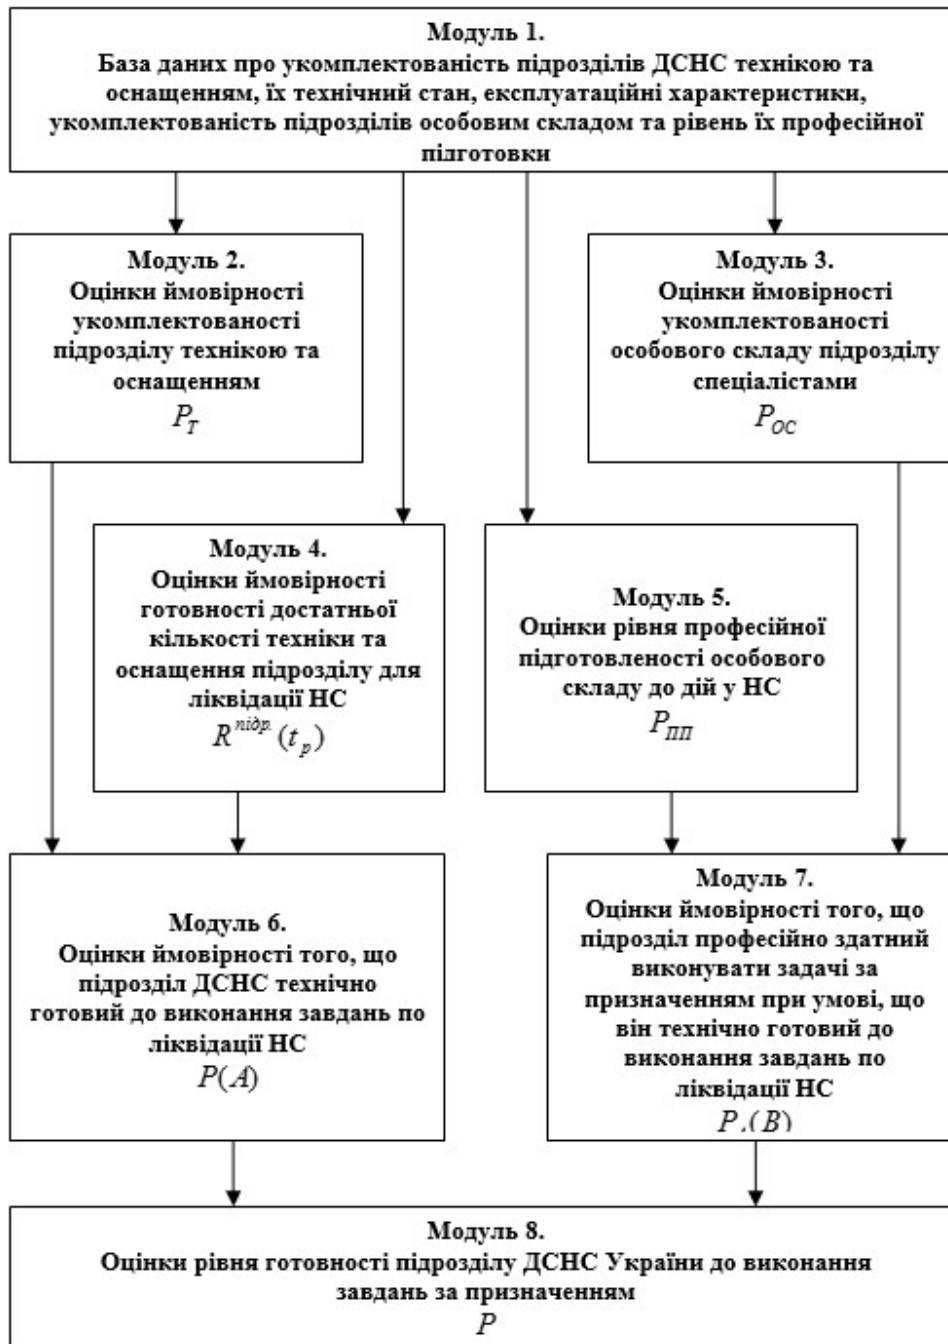 Модуль 1.
База даних про укомплектованість підрозділів ДСНС технікою та
оснащенням, їх технічний стан, експлуатаційні характеристики,
укомплектованість підрозділів особовим складом та рівень їх професійної
підготовки
Модуль 2.
Оцінки ймовірності
укомплектованості
підрозділу технікою та
оснащенням
P_T
Модуль 3.
Оцінки ймовірності
укомплектованості
особового складу підрозділу
спеціалістами
P_OC
Модуль 4.
Оцінки ймовірності
готовності достатньої
кількості техніки та
оснащення підрозділу для
ліквідації НС
R^підр. (t_p)
Модуль 5.
Оцінки рівня професійної
підготовленості особового
складу до дій у НС
P_ПП
Модуль 6.
Оцінки ймовірності того, що
підрозділ ДСНС технічно
готовий до виконання завдань по
ліквідації НС
P(A)
Модуль 7.
Оцінки ймовірності того, що
підрозділ професійно здатний
виконувати задачі за
призначенням при умові, що
він технічно готовий до
виконання завдань по
ліквідації НС
P (B)
Модуль 8.
Оцінки рівня готовності підрозділу ДСНС України до виконання
завдань за призначенням
P